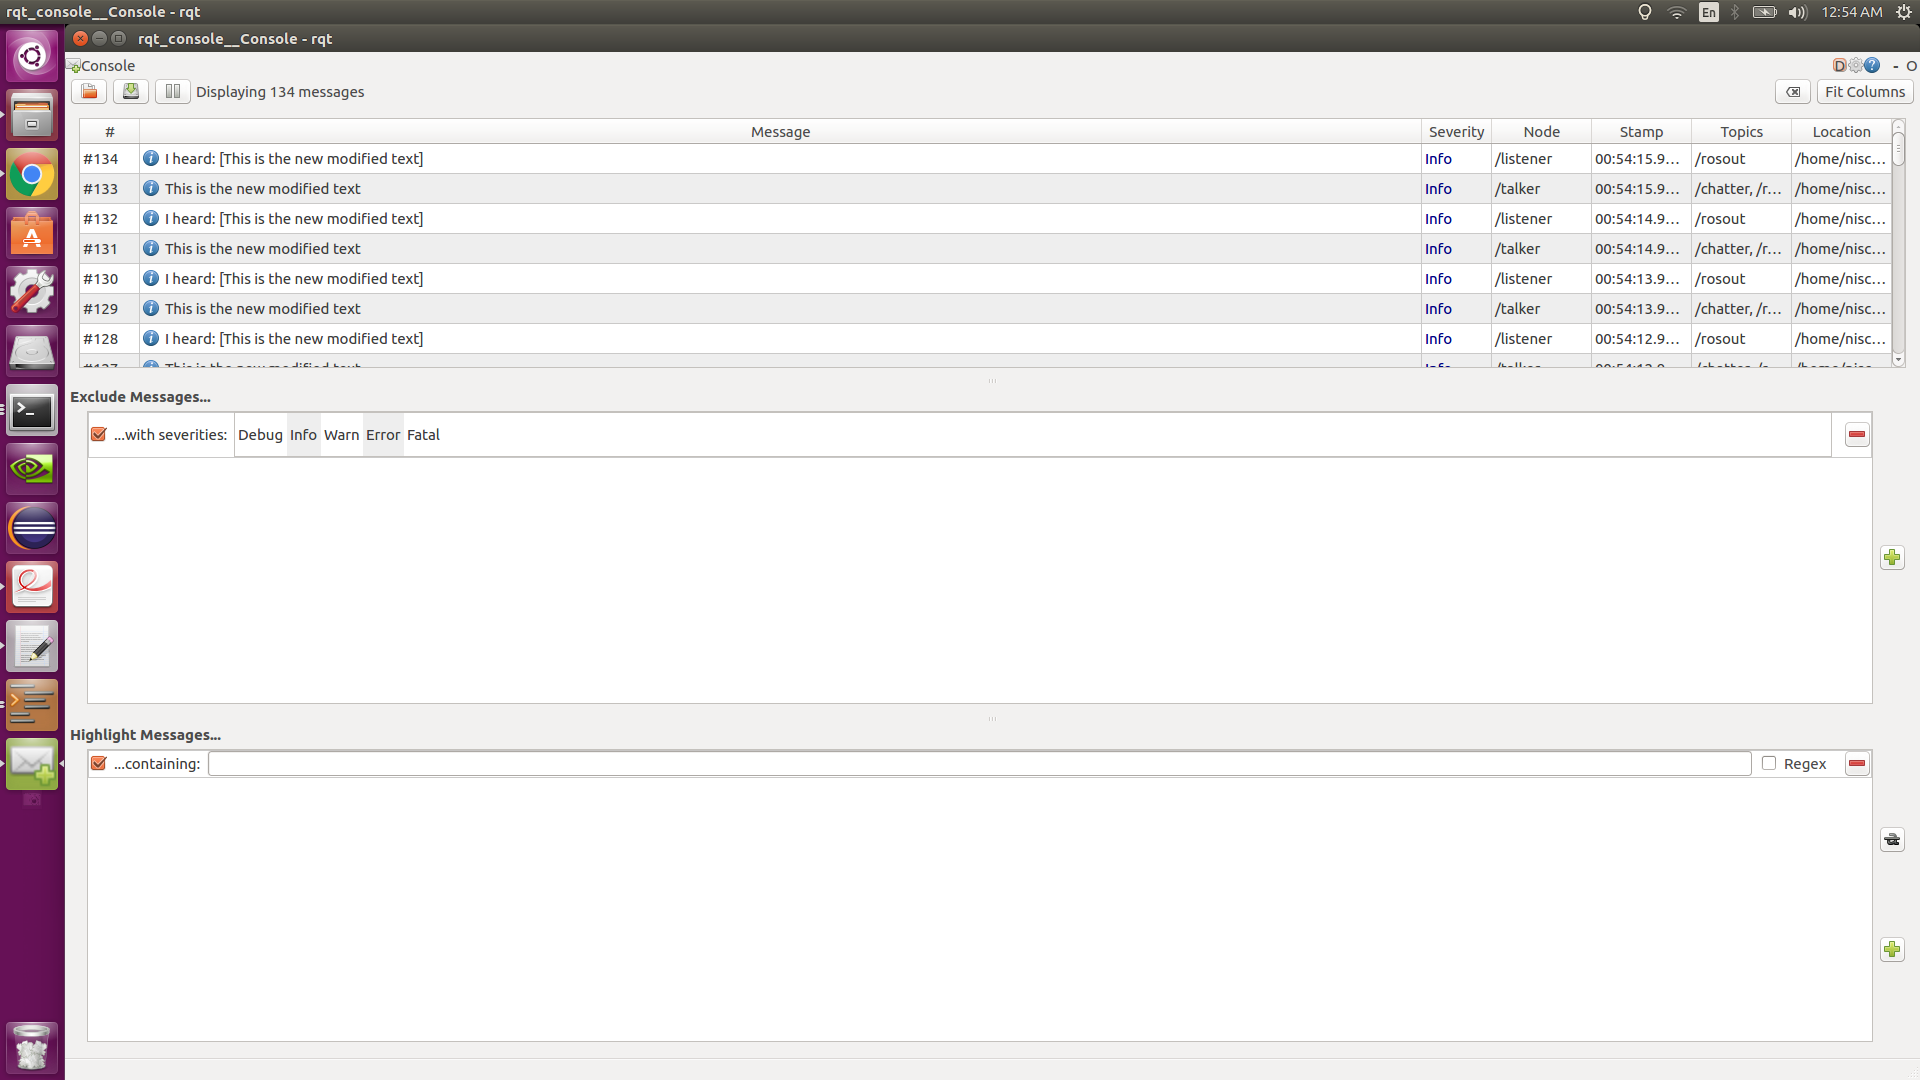 rqt_console__Console - rqt
En
12:54 AM
rqt_console__Console - rqt
Console
D
- O
Displaying 134 messages
Fit Columns
# Message Severity Node Stamp Topics Location
#134 I heard: [This is the new modified text] Info /listener 00:54:15.9... /rosout /home/nisc...
#133 This is the new modified text Info /talker 00:54:15.9... /chatter, /r... /home/nisc...
#132 I heard: [This is the new modified text] Info /listener 00:54:14.9... /rosout /home/nisc...
#131 This is the new modified text Info /talker 00:54:14.9... /chatter, /r... /home/nisc...
#130 I heard: [This is the new modified text] Info /listener 00:54:13.9... /rosout /home/nisc...
#129 This is the new modified text Info /talker 00:54:13.9... /chatter, /r... /home/nisc...
#128 I heard: [This is the new modified text] Info /listener 00:54:12.9... /rosout /home/nisc...
Exclude Messages...
...with severities: Debug Info Warn Error Fatal
Highlight Messages...
...containing: Regex